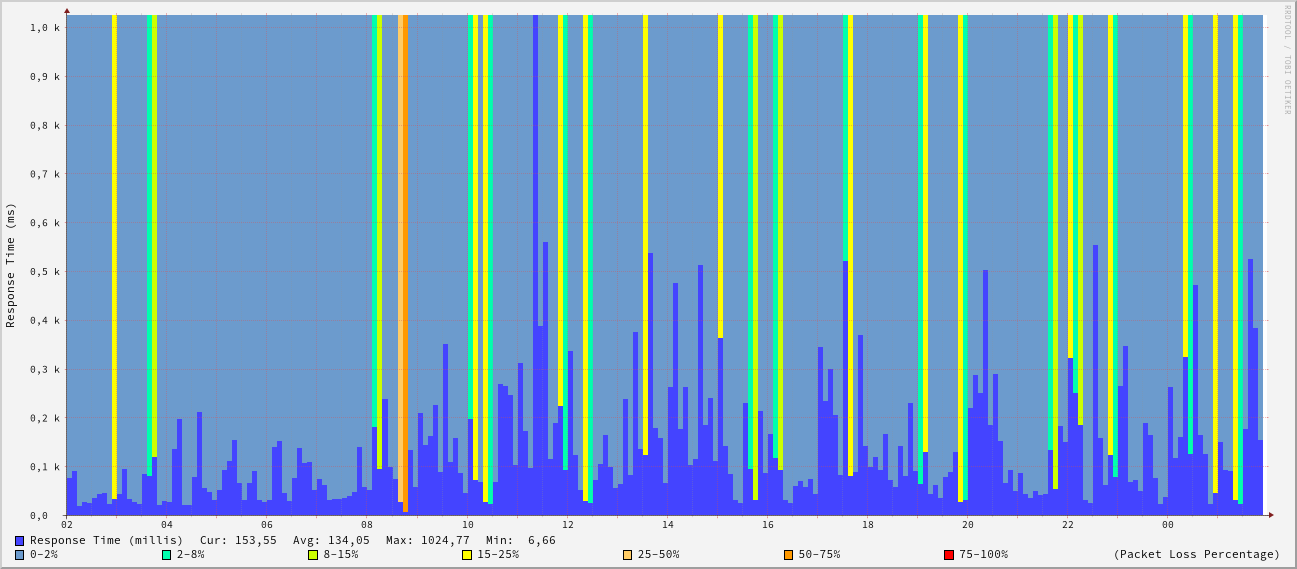 RRDTOOL / TOBI OETIKER
Response Time (ms)
1,0 k
0,9 k
0,8 k
0,7 k
0,6 k
0,5 k
0,4 k
0,3 k
0,2 k
0,1 k
0,0
02 04 06 08 10 12 14 16 18 20 22 00
Response Time (millis) Cur: 153,55 Avg: 134,05 Max: 1024,77 Min: 6,66
0-2% 2-8% 8-15% 15-25% 25-50% 50-75% 75-100% (Packet Loss Percentage)